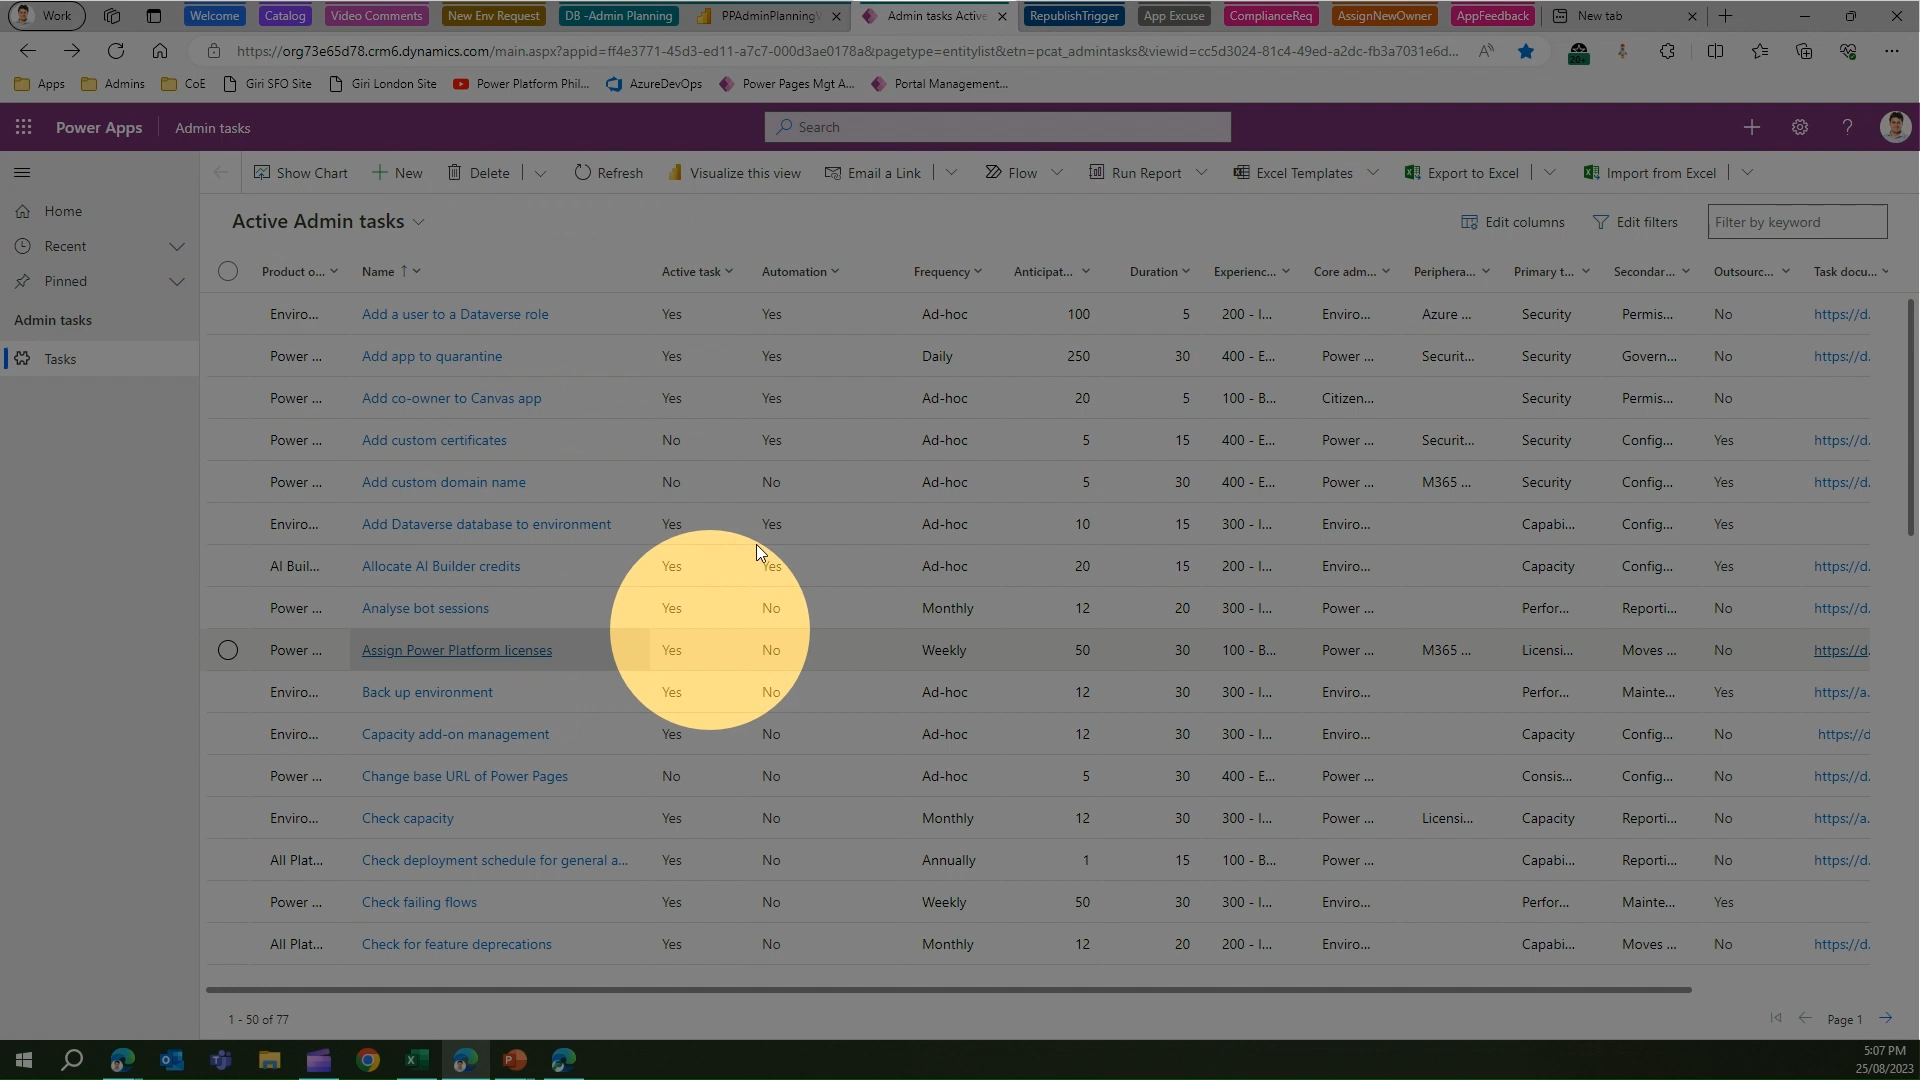 Work
Welcome
Catalog
Video Comments
New Env Request
DB -Admin Planning
PPAdminPlanningV
Admin tasks Active
RepublishTrigger
App Excuse
ComplianceReq
AssignNewOwner
AppFeedback
New tab
https://org73e65d78.crm6.dynamics.com/main.aspx?appid=ff4e3771-45d3-ed11-a7c7-000d3ae0178a&pagetype=entitylist&etn=pcat_admintasks&viewid=cc5d3024-81c4-49ed-a2dc-fb3a7031e6d...
20+
Apps
Admins
CoE
Giri SFO Site
Giri London Site
Power Platform Phil...
AzureDevOps
Power Pages Mgt A...
Portal Management...
Power Apps
Admin tasks
Search
Show Chart
New
Delete
Refresh
Visualize this view
Email a Link
Flow
Run Report
Excel Templates
Export to Excel
Import from Excel
Home
Recent
Pinned
Admin tasks
Tasks
Active Admin tasks
Edit columns
Edit filters
Filter by keyword
Product o... Name ↑ Active task Automation Frequency Anticipat... Duration Experienc... Core adm... Periphera... Primary t... Secondar... Outsourc... Task docu...
Enviro... Add a user to a Dataverse role Yes Yes Ad-hoc 100 5 200 - I... Enviro... Azure ... Security Permis... No https://d.
Power ... Add app to quarantine Yes Yes Daily 250 30 400 - E... Power ... Securit... Security Govern... No https://d.
Power ... Add co-owner to Canvas app Yes Yes Ad-hoc 20 5 100 - B... Citizen... Security Permis... No
Power ... Add custom certificates No Yes Ad-hoc 5 15 400 - E... Power ... Securit... Security Config... Yes https://d.
Power ... Add custom domain name No No Ad-hoc 5 30 400 - E... Power ... M365 ... Security Config... Yes https://d.
Enviro... Add Dataverse database to environment Yes Yes Ad-hoc 10 15 300 - I... Enviro... Capabi... Config... Yes
AI Buil... Allocate AI Builder credits Yes Yes Ad-hoc 20 15 200 - I... Enviro... Capacity Config... Yes https://d.
Power ... Analyse bot sessions Yes No Monthly 12 20 300 - I... Power ... Perfor... Reporti... No https://d.
Power ... Assign Power Platform licenses Yes No Weekly 50 30 100 - B... Power ... M365 ... Licensi... Moves ... No https://d
Enviro... Back up environment Yes No Ad-hoc 12 30 300 - I... Enviro... Perfor... Mainte... Yes https://a.
Enviro... Capacity add-on management Yes No Ad-hoc 12 30 300 - I... Enviro... Capacity Config... No https://d
Power ... Change base URL of Power Pages No No Ad-hoc 5 30 400 - E... Power ... Consis... Config... No https://d.
Enviro... Check capacity Yes No Monthly 12 30 300 - I... Power ... Licensi... Capacity Reporti... No https://a.
All Plat... Check deployment schedule for general a... Yes No Annually 1 15 100 - B... Power ... Capabi... Reporti... No https://d.
Power ... Check failing flows Yes No Weekly 50 30 300 - I... Enviro... Perfor... Mainte... Yes
All Plat... Check for feature deprecations Yes No Monthly 12 20 200 - I... Enviro... Capabi... Moves ... No https://d.
1 - 50 of 77
Page 1
5:07 PM
25/08/2023